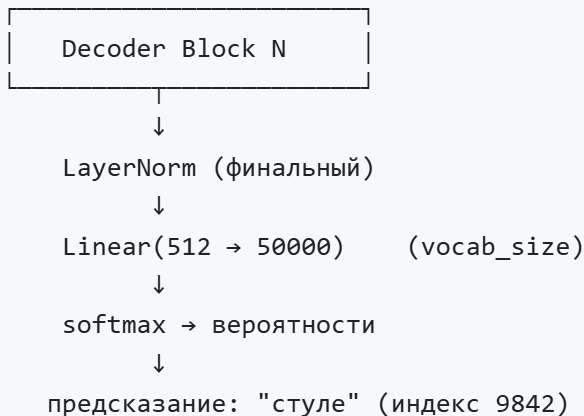 Decoder Block N
↓
LayerNorm (финальный)
↓
Linear(512 → 50000)    (vocab_size)
↓
softmax → вероятности
↓
предсказание: "стуле" (индекс 9842)